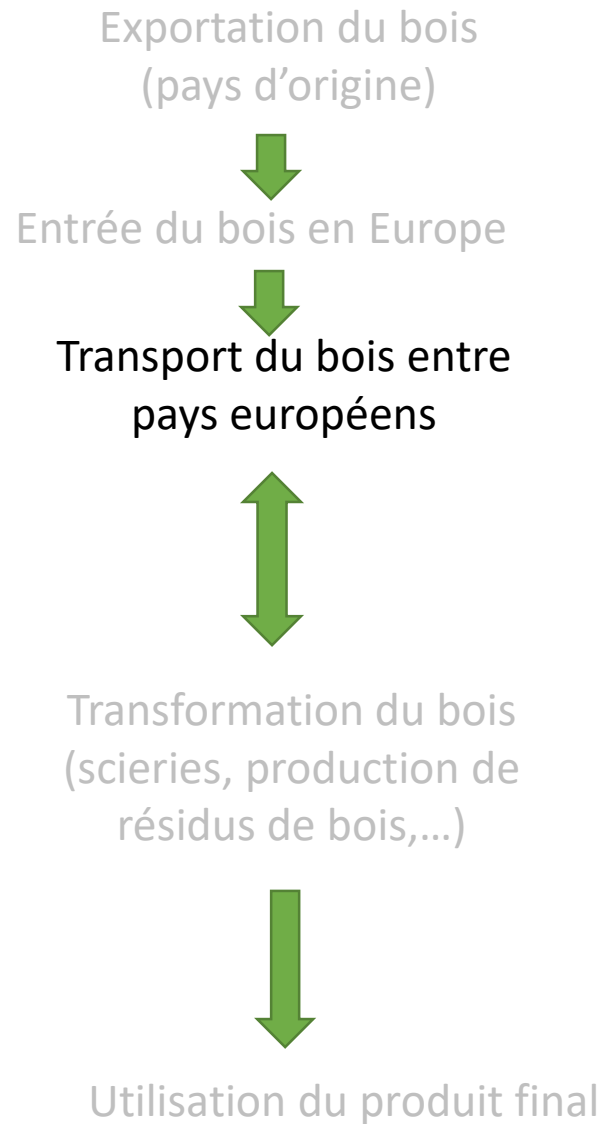 Exportation du bois
(pays d’origine)
Entrée du bois en Europe
Transport du bois entre
pays européens
Transformation du bois
(scieries, production de
résidus de bois,…)
Utilisation du produit final